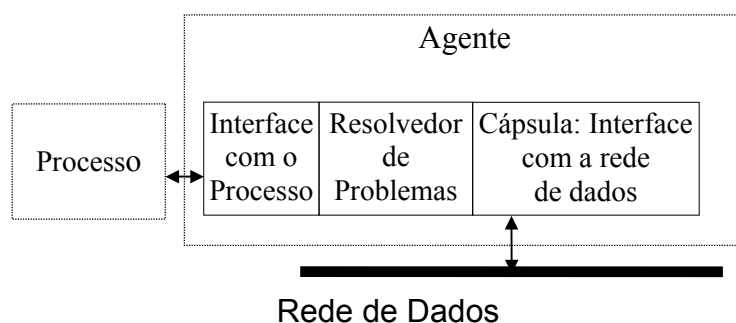 Agente
Processo
Interface
com o
Processo
Resolvedor
de
Problemas
Cápsula: Interface
com a rede
de dados
Rede de Dados